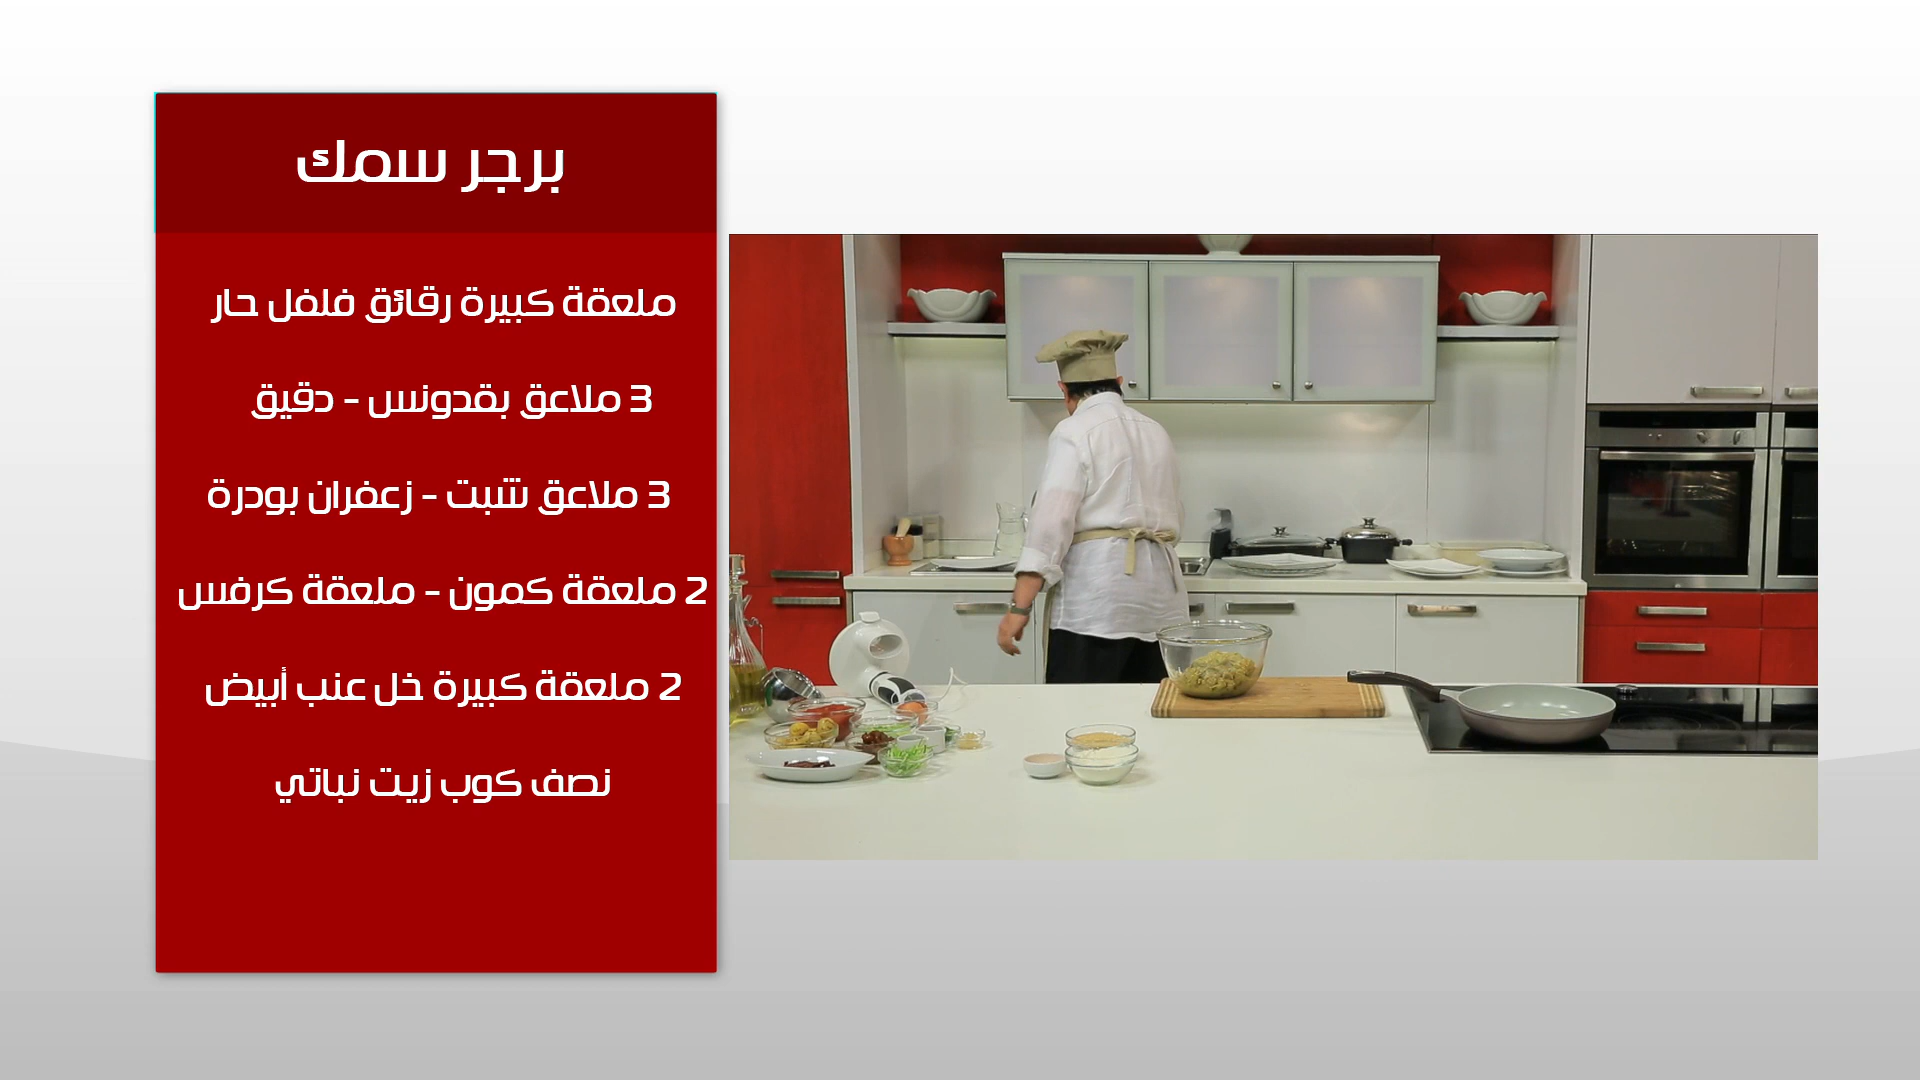 برجر سمك
ملعقة كبيرة رقائق فلفل حار
3 ملاعق بقدونس - دقيق
3 ملاعق شبت - زعفران بودرة
2 ملعقة كمون - ملعقة كرفس
2 ملعقة كبيرة خل عنب أبيض
نصف كوب زيت نباتي